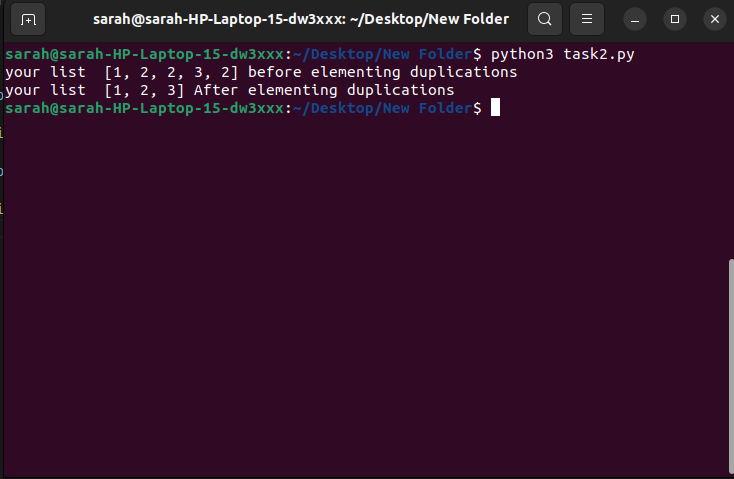 sarah@sarah-HP-Laptop-15-dw3xxx: ~/Desktop/New Folder
sarah@sarah-HP-Laptop-15-dw3xxx:~/Desktop/New Folder$ python3 task2.py
your list  [1, 2, 2, 3, 2] before elementing duplications
your list  [1, 2, 3] After elementing duplications
sarah@sarah-HP-Laptop-15-dw3xxx:~/Desktop/New Folder$